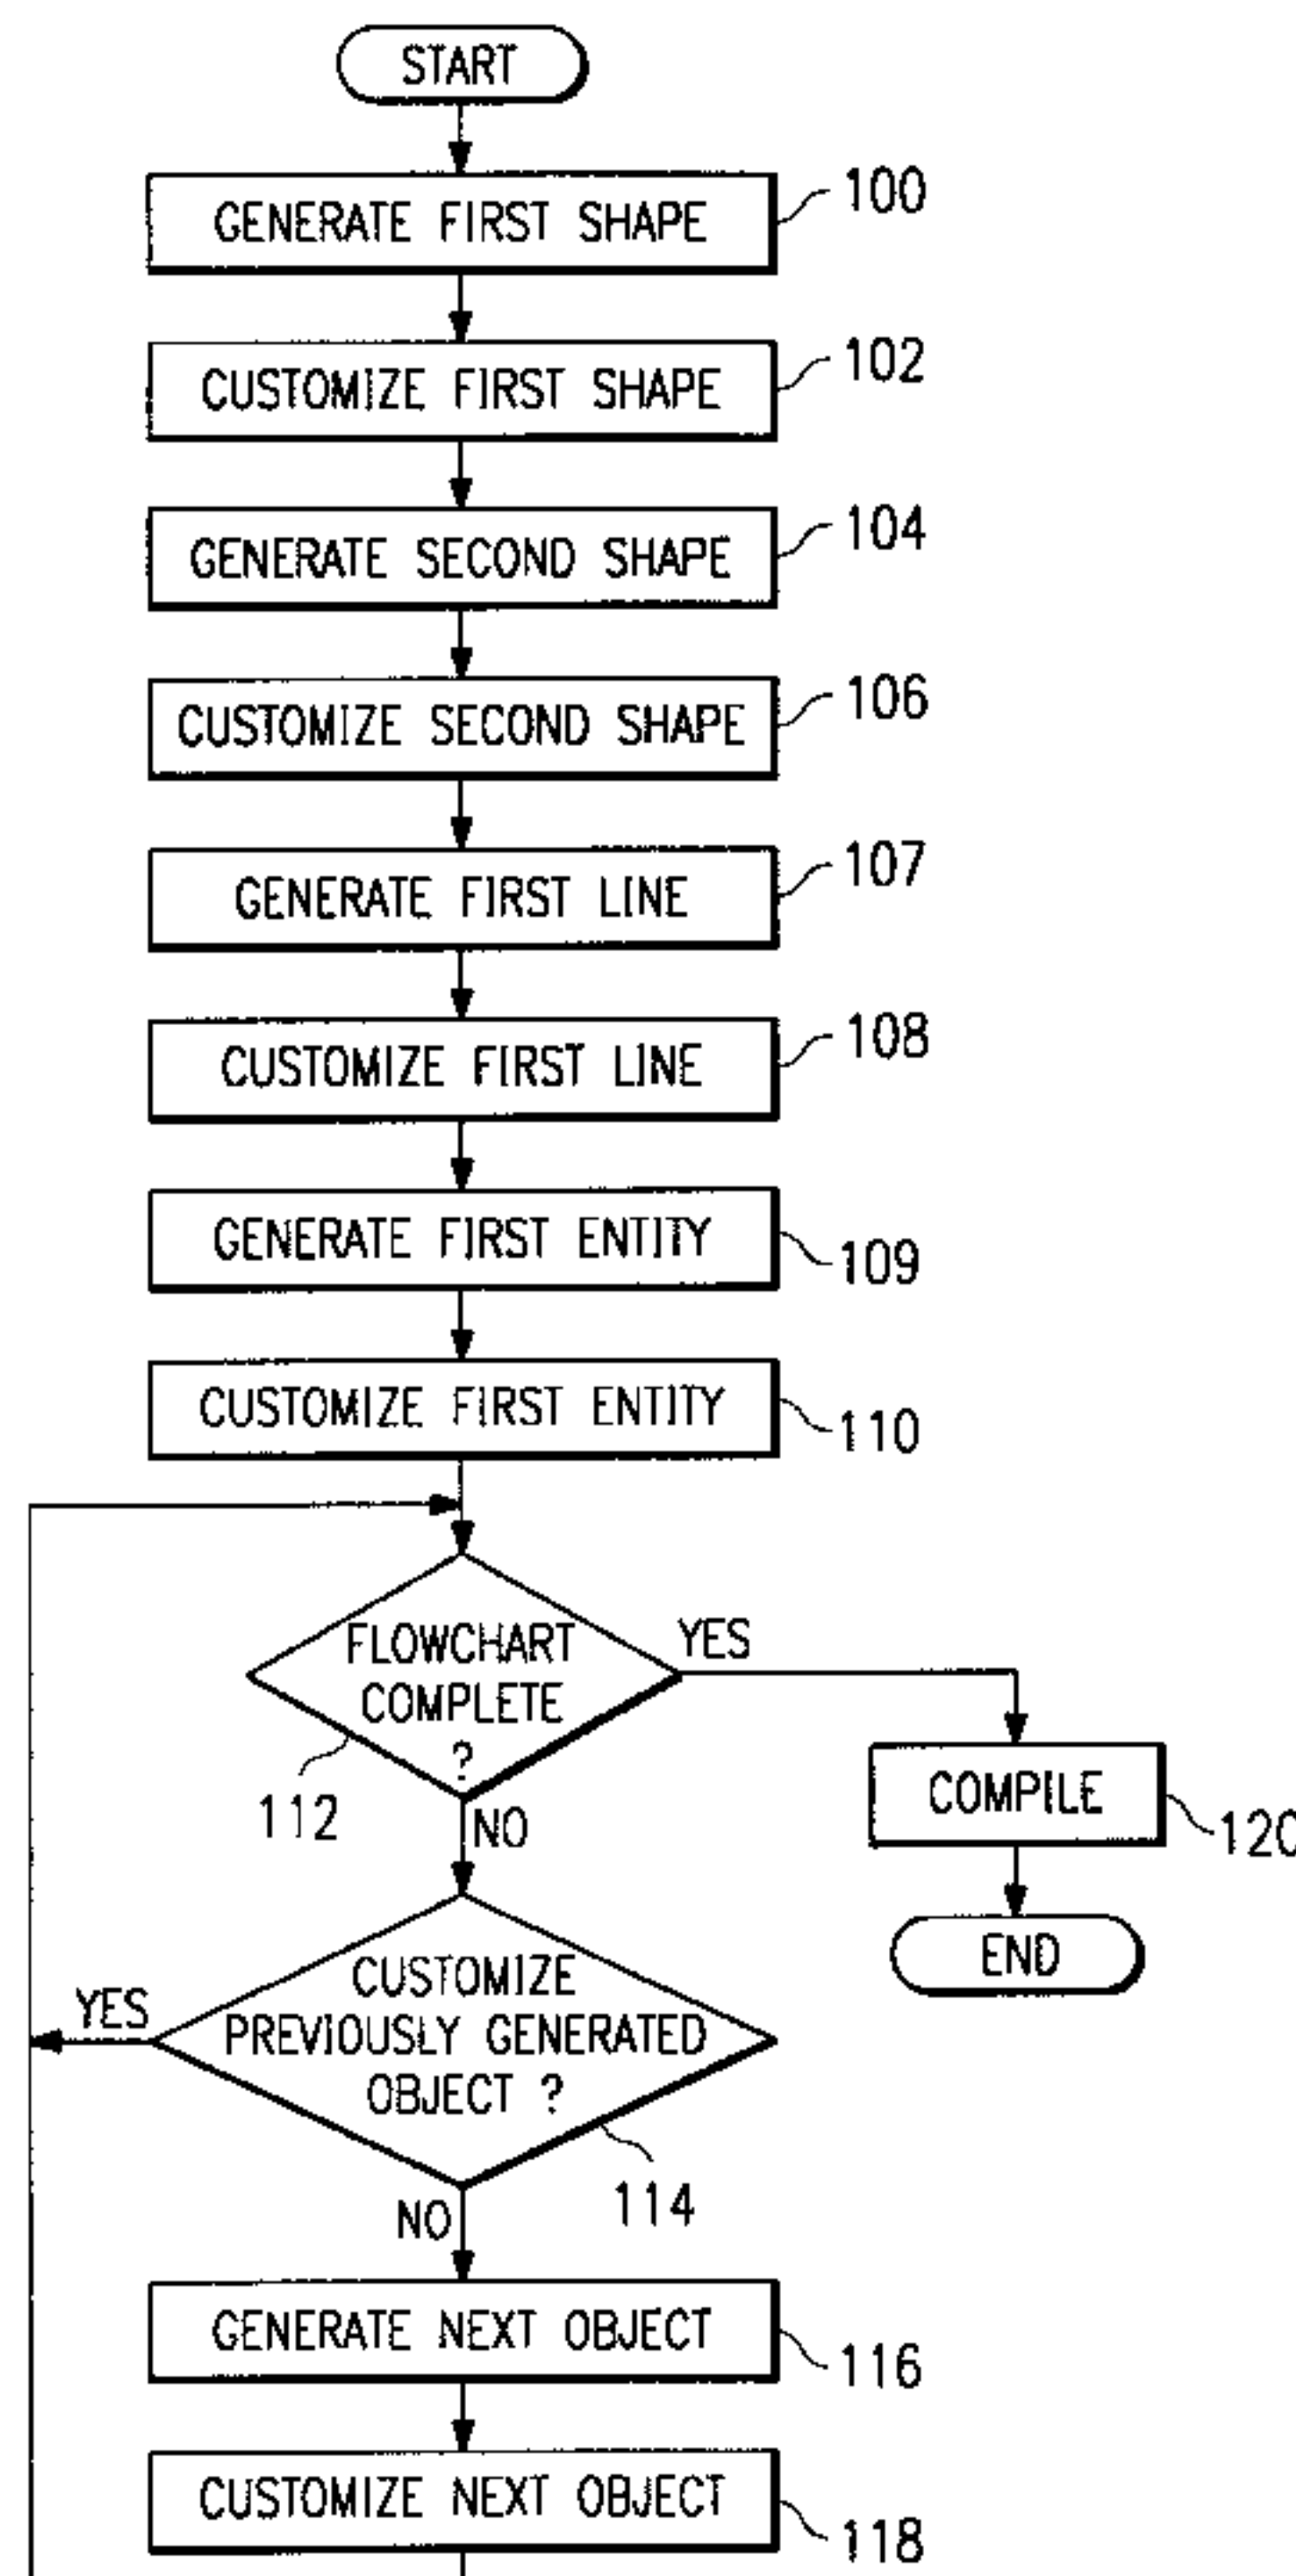 START
GENERATE FIRST SHAPE
100
CUSTOMIZE FIRST SHAPE
102
GENERATE SECOND SHAPE
104
CUSTOMIZE SECOND SHAPE
106
GENERATE FIRST LINE
107
CUSTOMIZE FIRST LINE
108
GENERATE FIRST ENTITY
109
CUSTOMIZE FIRST ENTITY
110
FLOWCHART
COMPLETE
?
YES
112
NO
COMPILE
120
END
CUSTOMIZE
PREVIOUSLY GENERATED
OBJECT ?
YES
114
NO
GENERATE NEXT OBJECT
116
CUSTOMIZE NEXT OBJECT
118